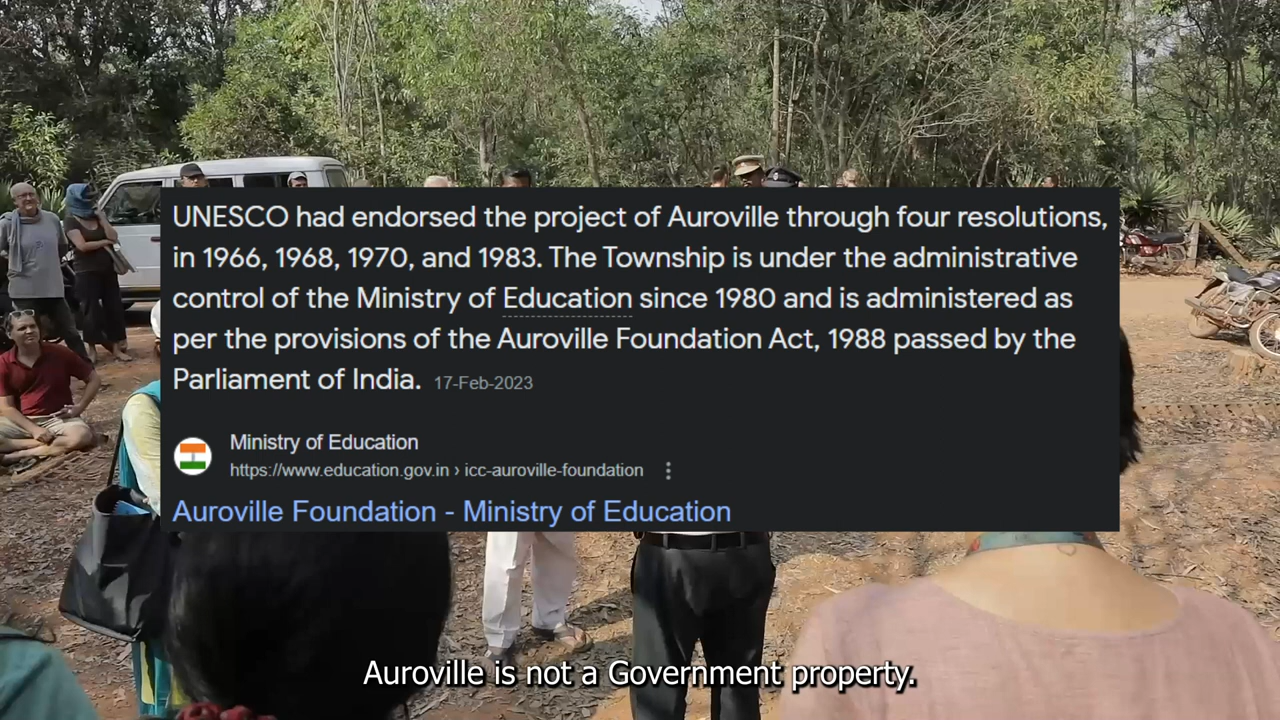 UNESCO had endorsed the project of Auroville through four resolutions,
in 1966, 1968, 1970, and 1983. The Township is under the administrative
control of the Ministry of Education since 1980 and is administered as
per the provisions of the Auroville Foundation Act, 1988 passed by the
Parliament of India. 17-Feb-2023
Ministry of Education
https://www.education.gov.in › icc-auroville-foundation
Auroville Foundation - Ministry of Education
Auroville is not a Government property.